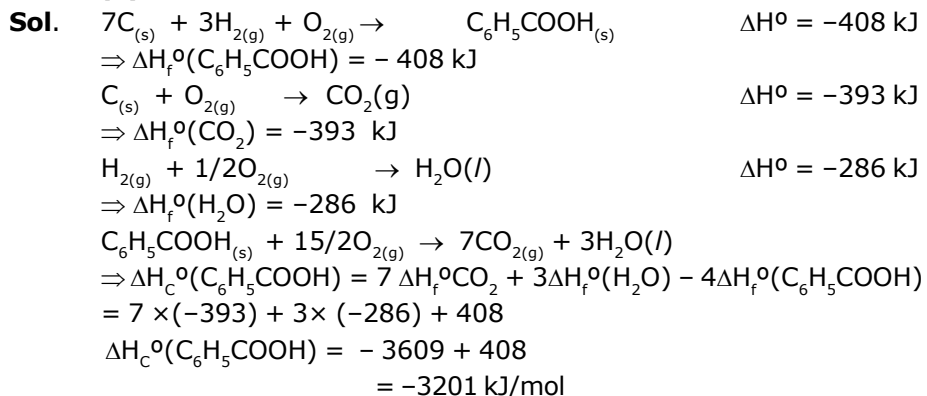 Sol. 7C(s) + 3H2(g) + O2(g) → C6H5COOH(s) ΔHº = –408 kJ
⇒ ΔHfº(C6H5COOH) = – 408 kJ
C(s) + O2(g) → CO2(g) ΔHº = –393 kJ
⇒ ΔHfº(CO2) = –393 kJ
H2(g) + 1/2O2(g) → H2O(l) ΔHº = –286 kJ
⇒ ΔHfº(H2O) = –286 kJ
C6H5COOH(s) + 15/2O2(g) → 7CO2(g) + 3H2O(l)
⇒ ΔHCº(C6H5COOH) = 7 ΔHfºCO2 + 3ΔHfº(H2O) – 4ΔHfº(C6H5COOH)
= 7 ×(–393) + 3× (–286) + 408
ΔHCº(C6H5COOH) = – 3609 + 408
= –3201 kJ/mol